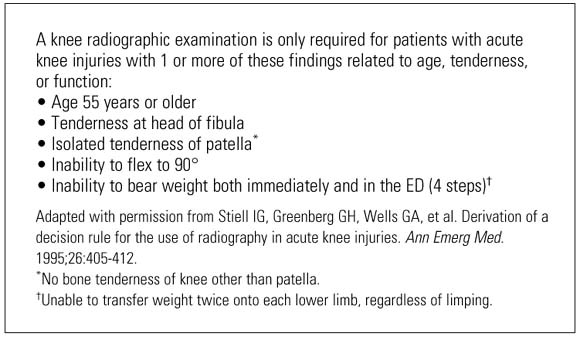 A knee radiographic examination is only required for patients with acute
knee injuries with 1 or more of these findings related to age, tenderness,
or function:
• Age 55 years or older
• Tenderness at head of fibula
• Isolated tenderness of patella*
• Inability to flex to 90°
• Inability to bear weight both immediately and in the ED (4 steps)†
Adapted with permission from Stiell IG, Greenberg GH, Wells GA, et al. Derivation of a
decision rule for the use of radiography in acute knee injuries. Ann Emerg Med.
1995;26:405-412.
*No bone tenderness of knee other than patella.
†Unable to transfer weight twice onto each lower limb, regardless of limping.